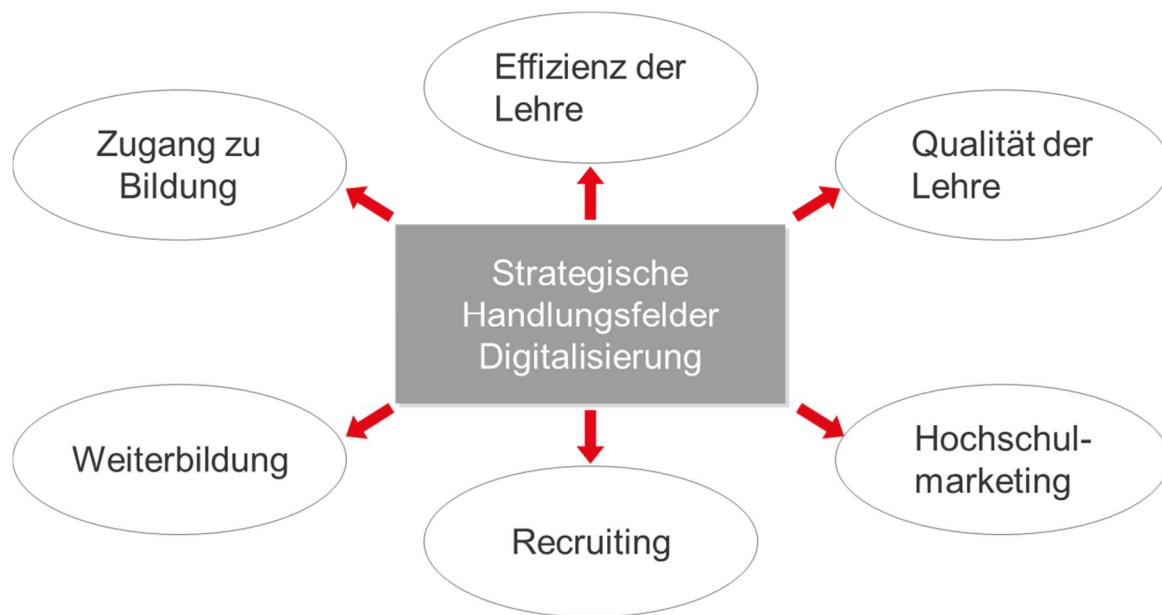 Effizienz der
Lehre
Zugang zu
Bildung
Qualität der
Lehre
Strategische
Handlungsfelder
Digitalisierung
Weiterbildung
Hochschul-
marketing
Recruiting